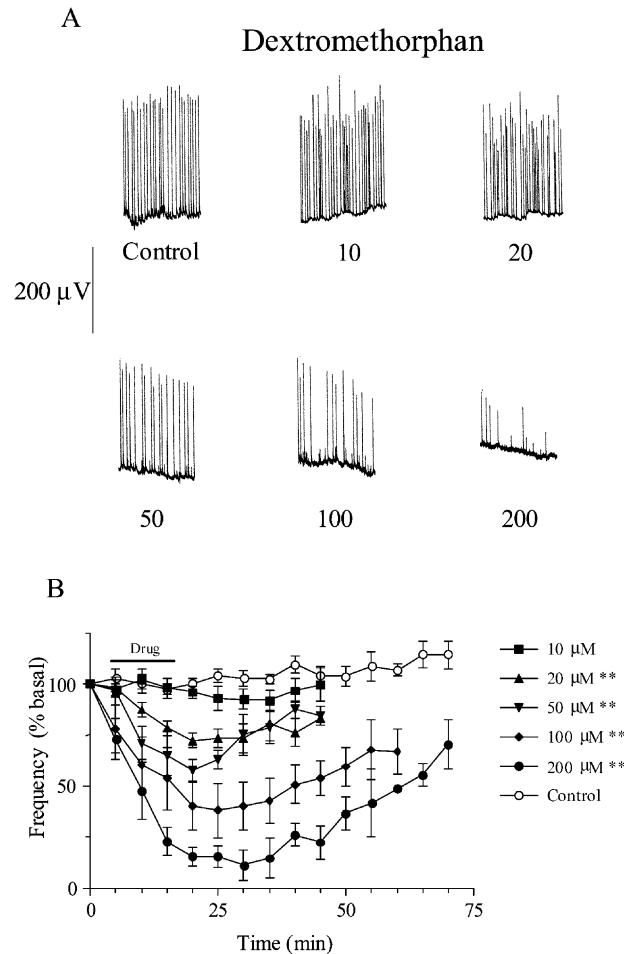 A
Dextromethorphan
Control 10 20
200 µV
50 100 200
B
Drug
10 µM
20 µM **
50 µM **
100 µM **
200 µM **
Control
Frequency (% basal)
100
50
0
0 25 50 75
Time (min)